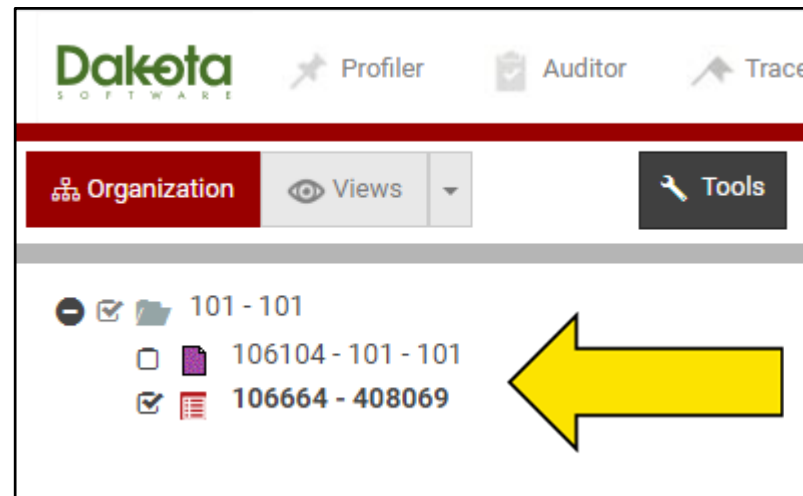 Dakota
SOFTWARE
Profiler
Auditor
Trace
Organization
Views
Tools
101 - 101
106104 - 101 - 101
106664 - 408069